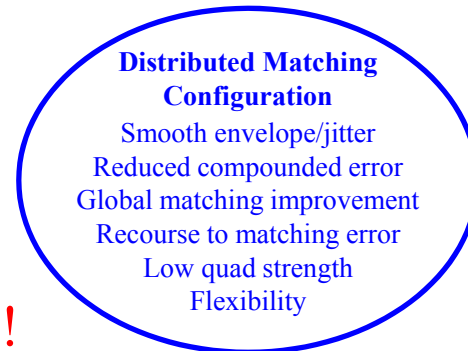 Distributed Matching
Configuration
Smooth envelope/jitter
Reduced compounded error
Global matching improvement
Recourse to matching error
Low quad strength
Flexibility
!